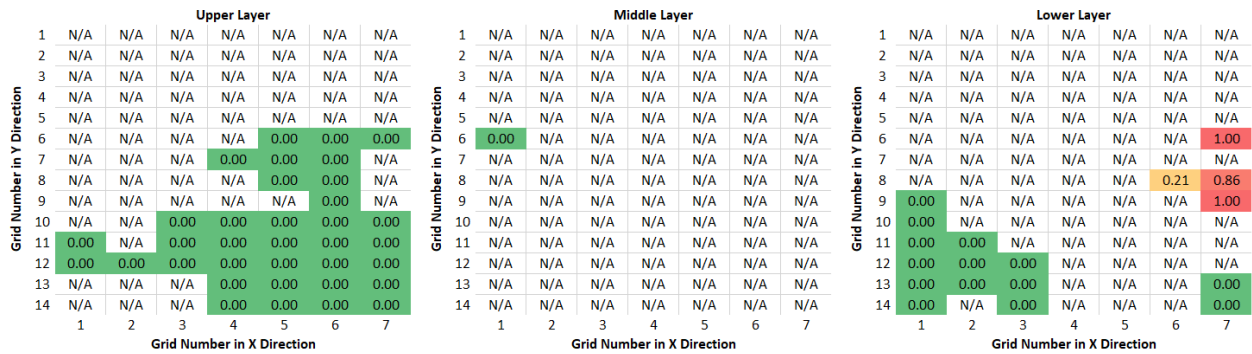 Upper Layer
1 N/A N/A N/A N/A N/A N/A N/A
2 N/A N/A N/A N/A N/A N/A N/A
3 N/A N/A N/A N/A N/A N/A N/A
4 N/A N/A N/A N/A N/A N/A N/A
5 N/A N/A N/A N/A N/A N/A N/A
6 N/A N/A N/A N/A 0.00 0.00 0.00
7 N/A N/A N/A 0.00 0.00 0.00 N/A
8 N/A N/A N/A N/A 0.00 0.00 N/A
9 N/A N/A N/A N/A N/A 0.00 N/A
10 N/A N/A 0.00 0.00 0.00 0.00 0.00
11 0.00 N/A 0.00 0.00 0.00 0.00 0.00
12 0.00 0.00 0.00 0.00 0.00 0.00 0.00
13 N/A N/A N/A 0.00 0.00 0.00 0.00
14 N/A N/A N/A 0.00 0.00 0.00 0.00
1 2 3 4 5 6 7
Grid Number in X Direction
Grid Number in Y Direction
Middle Layer
1 N/A N/A N/A N/A N/A N/A N/A
2 N/A N/A N/A N/A N/A N/A N/A
3 N/A N/A N/A N/A N/A N/A N/A
4 N/A N/A N/A N/A N/A N/A N/A
5 N/A N/A N/A N/A N/A N/A N/A
6 0.00 N/A N/A N/A N/A N/A N/A
7 N/A N/A N/A N/A N/A N/A N/A
8 N/A N/A N/A N/A N/A N/A N/A
9 N/A N/A N/A N/A N/A N/A N/A
10 N/A N/A N/A N/A N/A N/A N/A
11 N/A N/A N/A N/A N/A N/A N/A
12 N/A N/A N/A N/A N/A N/A N/A
13 N/A N/A N/A N/A N/A N/A N/A
14 N/A N/A N/A N/A N/A N/A N/A
1 2 3 4 5 6 7
Grid Number in X Direction
Grid Number in Y Direction
Lower Layer
1 N/A N/A N/A N/A N/A N/A N/A
2 N/A N/A N/A N/A N/A N/A N/A
3 N/A N/A N/A N/A N/A N/A N/A
4 N/A N/A N/A N/A N/A N/A N/A
5 N/A N/A N/A N/A N/A N/A N/A
6 N/A N/A N/A N/A N/A N/A 1.00
7 N/A N/A N/A N/A N/A N/A N/A
8 N/A N/A N/A N/A N/A 0.21 0.86
9 0.00 N/A N/A N/A N/A N/A 1.00
10 0.00 N/A N/A N/A N/A N/A N/A
11 0.00 0.00 N/A N/A N/A N/A N/A
12 0.00 0.00 0.00 N/A N/A N/A N/A
13 0.00 0.00 0.00 N/A N/A N/A 0.00
14 0.00 N/A 0.00 N/A N/A N/A 0.00
1 2 3 4 5 6 7
Grid Number in X Direction
Grid Number in Y Direction